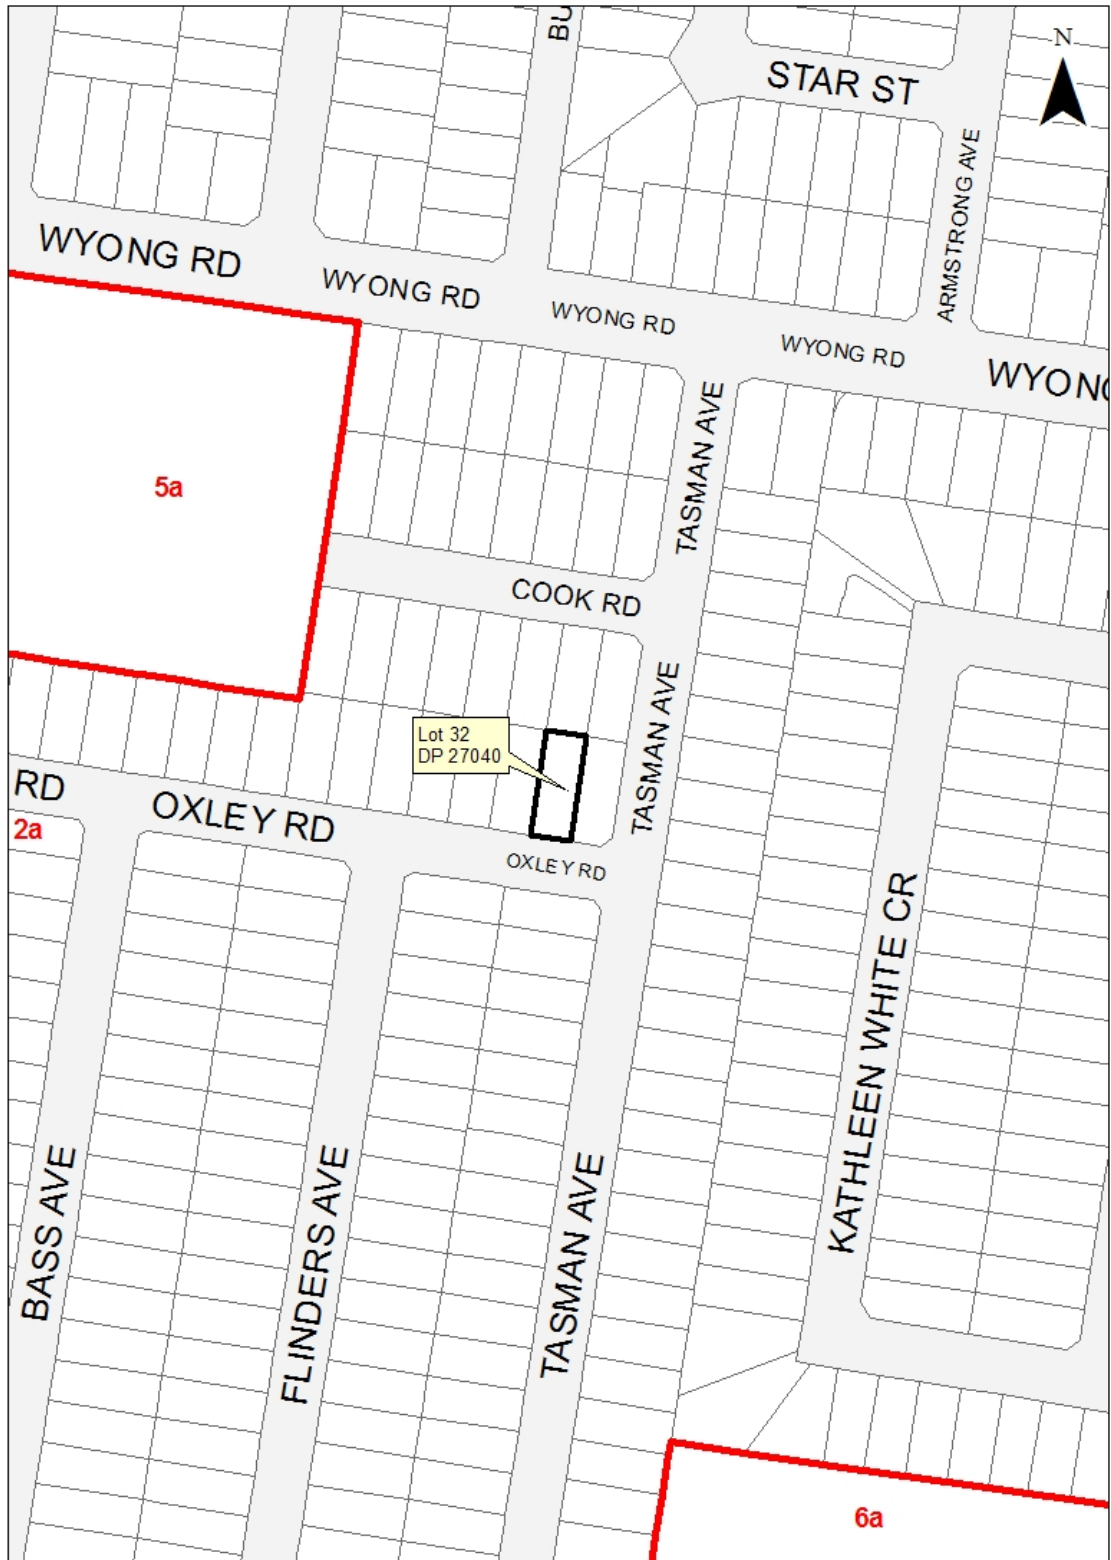 BU
N
STAR ST
ARMSTRONG AVE
WYONG RD
WYONG RD
WYONG RD
WYONG RD
WYONG
TASMAN AVE
5a
COOK RD
TASMAN AVE
Lot 32
DP 27040
RD
OXLEY RD
2a
OXLEY RD
KATHLEEN WHITE CR
BASS AVE
FLINDERS AVE
TASMAN AVE
6a